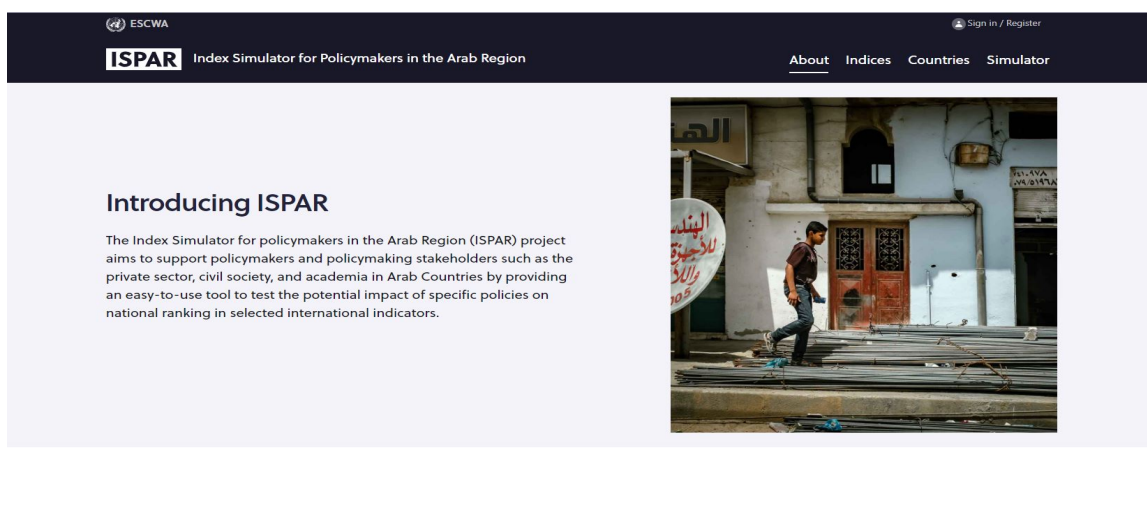 ESCWA
Sign in / Register
ISPAR Index Simulator for Policymakers in the Arab Region
About Indices Countries Simulator
Introducing ISPAR
The Index Simulator for policymakers in the Arab Region (ISPAR) project
aims to support policymakers and policymaking stakeholders such as the
private sector, civil society, and academia in Arab Countries by providing
an easy-to-use tool to test the potential impact of specific policies on
national ranking in selected international indicators.